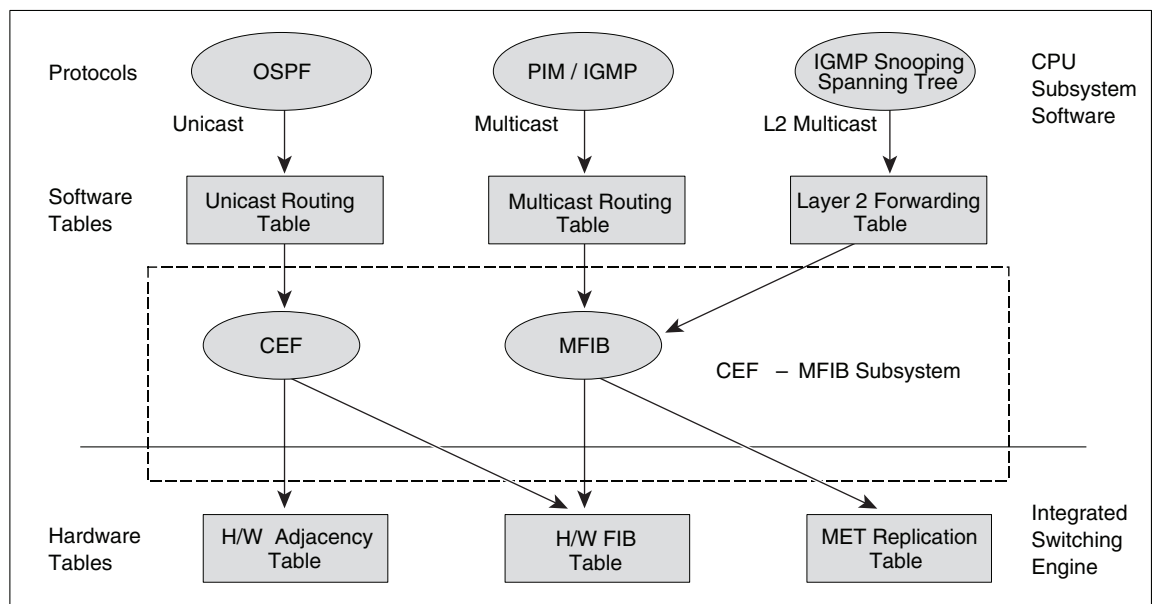 Protocols
OSPF
PIM / IGMP
IGMP Snooping
Spanning Tree
CPU
Subsystem
Software
Unicast
Multicast
L2 Multicast
Software
Tables
Unicast Routing
Table
Multicast Routing
Table
Layer 2 Forwarding
Table
CEF
MFIB
CEF – MFIB Subsystem
Hardware
Tables
H/W Adjacency
Table
H/W FIB
Table
MET Replication
Table
Integrated
Switching
Engine